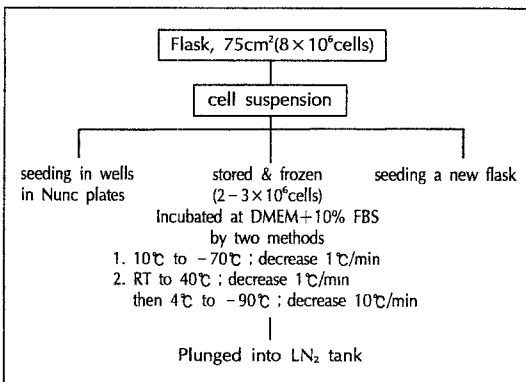 Flask, 75cm²(8×10⁶cells)
cell suspension
seeding in wells
in Nunc plates
stored & frozen
(2-3×10⁶cells)
Incubated at DMEM+10% FBS
by two methods
1. 10℃ to -70℃ ; decrease 1℃/min
2. RT to 40℃ ; decrease 1℃/min
then 4℃ to -90℃ ; decrease 10℃/min
seeding a new flask
Plunged into LN₂ tank